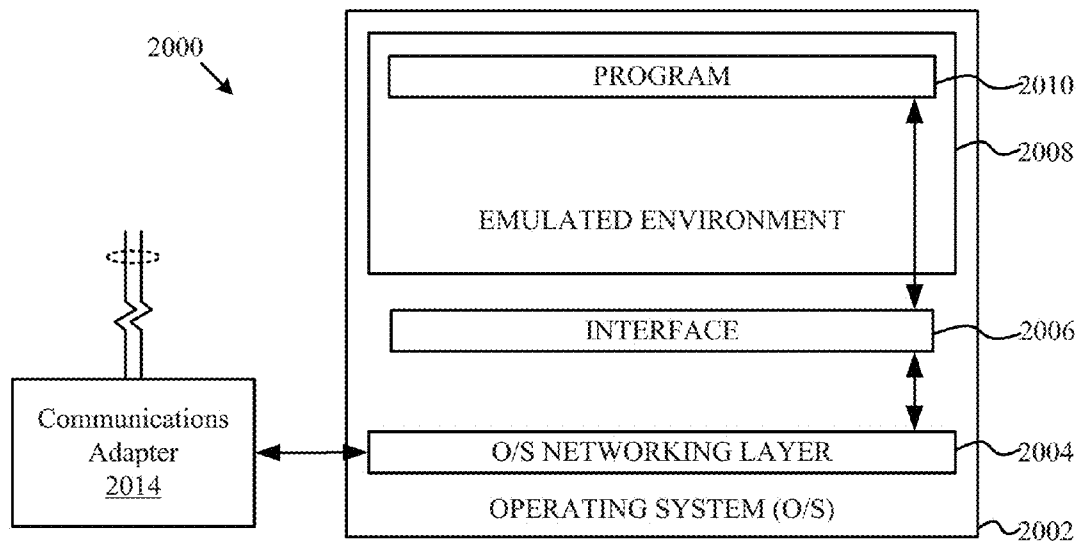 2000
PROGRAM
2010
2008
EMULATED ENVIRONMENT
INTERFACE
2006
Communications
Adapter
2014
O/S NETWORKING LAYER
2004
OPERATING SYSTEM (O/S)
2002